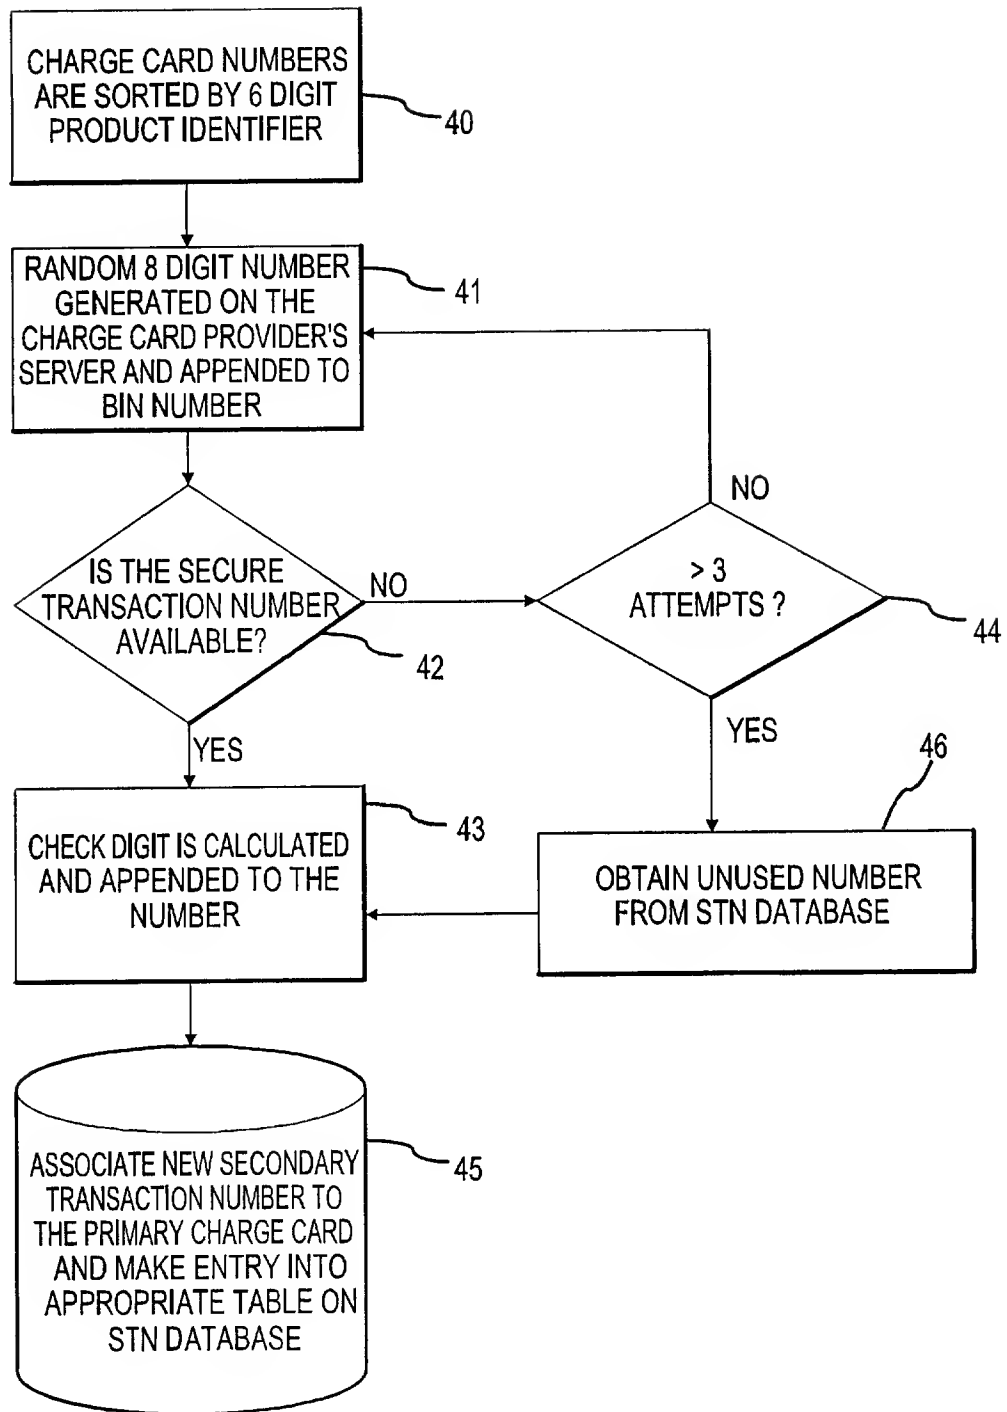 CHARGE CARD NUMBERS
ARE SORTED BY 6 DIGIT
PRODUCT IDENTIFIER
40
RANDOM 8 DIGIT NUMBER
GENERATED ON THE
CHARGE CARD PROVIDER'S
SERVER AND APPENDED TO
BIN NUMBER
41
IS THE SECURE
TRANSACTION NUMBER
AVAILABLE?
42
NO
> 3
ATTEMPTS ?
44
NO
YES
YES
CHECK DIGIT IS CALCULATED
AND APPENDED TO THE
NUMBER
43
OBTAIN UNUSED NUMBER
FROM STN DATABASE
46
ASSOCIATE NEW SECONDARY
TRANSACTION NUMBER TO
THE PRIMARY CHARGE CARD
AND MAKE ENTRY INTO
APPROPRIATE TABLE ON
STN DATABASE
45